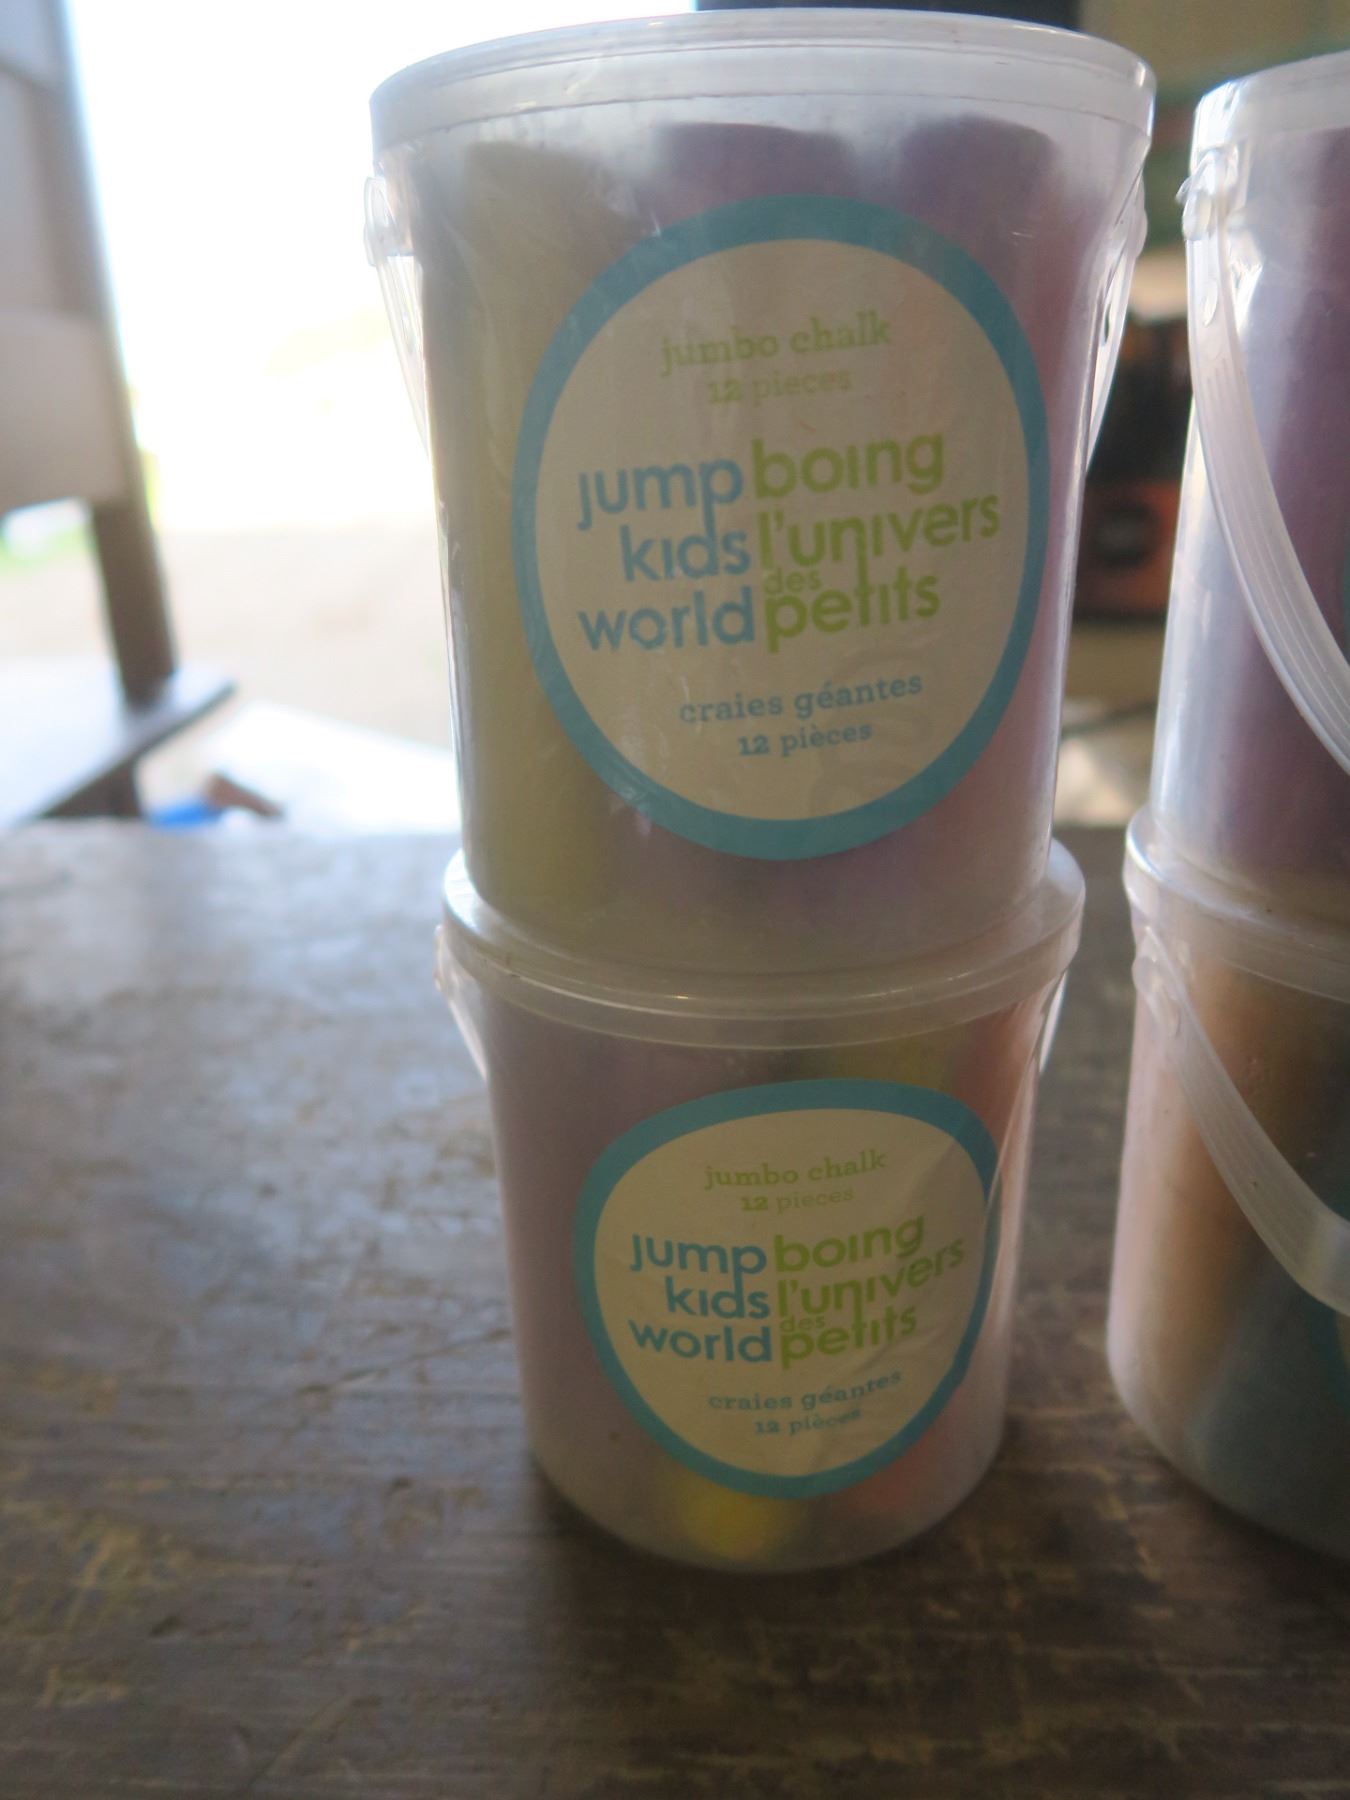 jumbo chalk
12 pieces
jump boing
kids l'univers
des
world petits
craies géantes
12 pièces
jumbo chalk
12 pieces
jump boing
kids l'univers
des
world petits
craies géantes
12 pièces